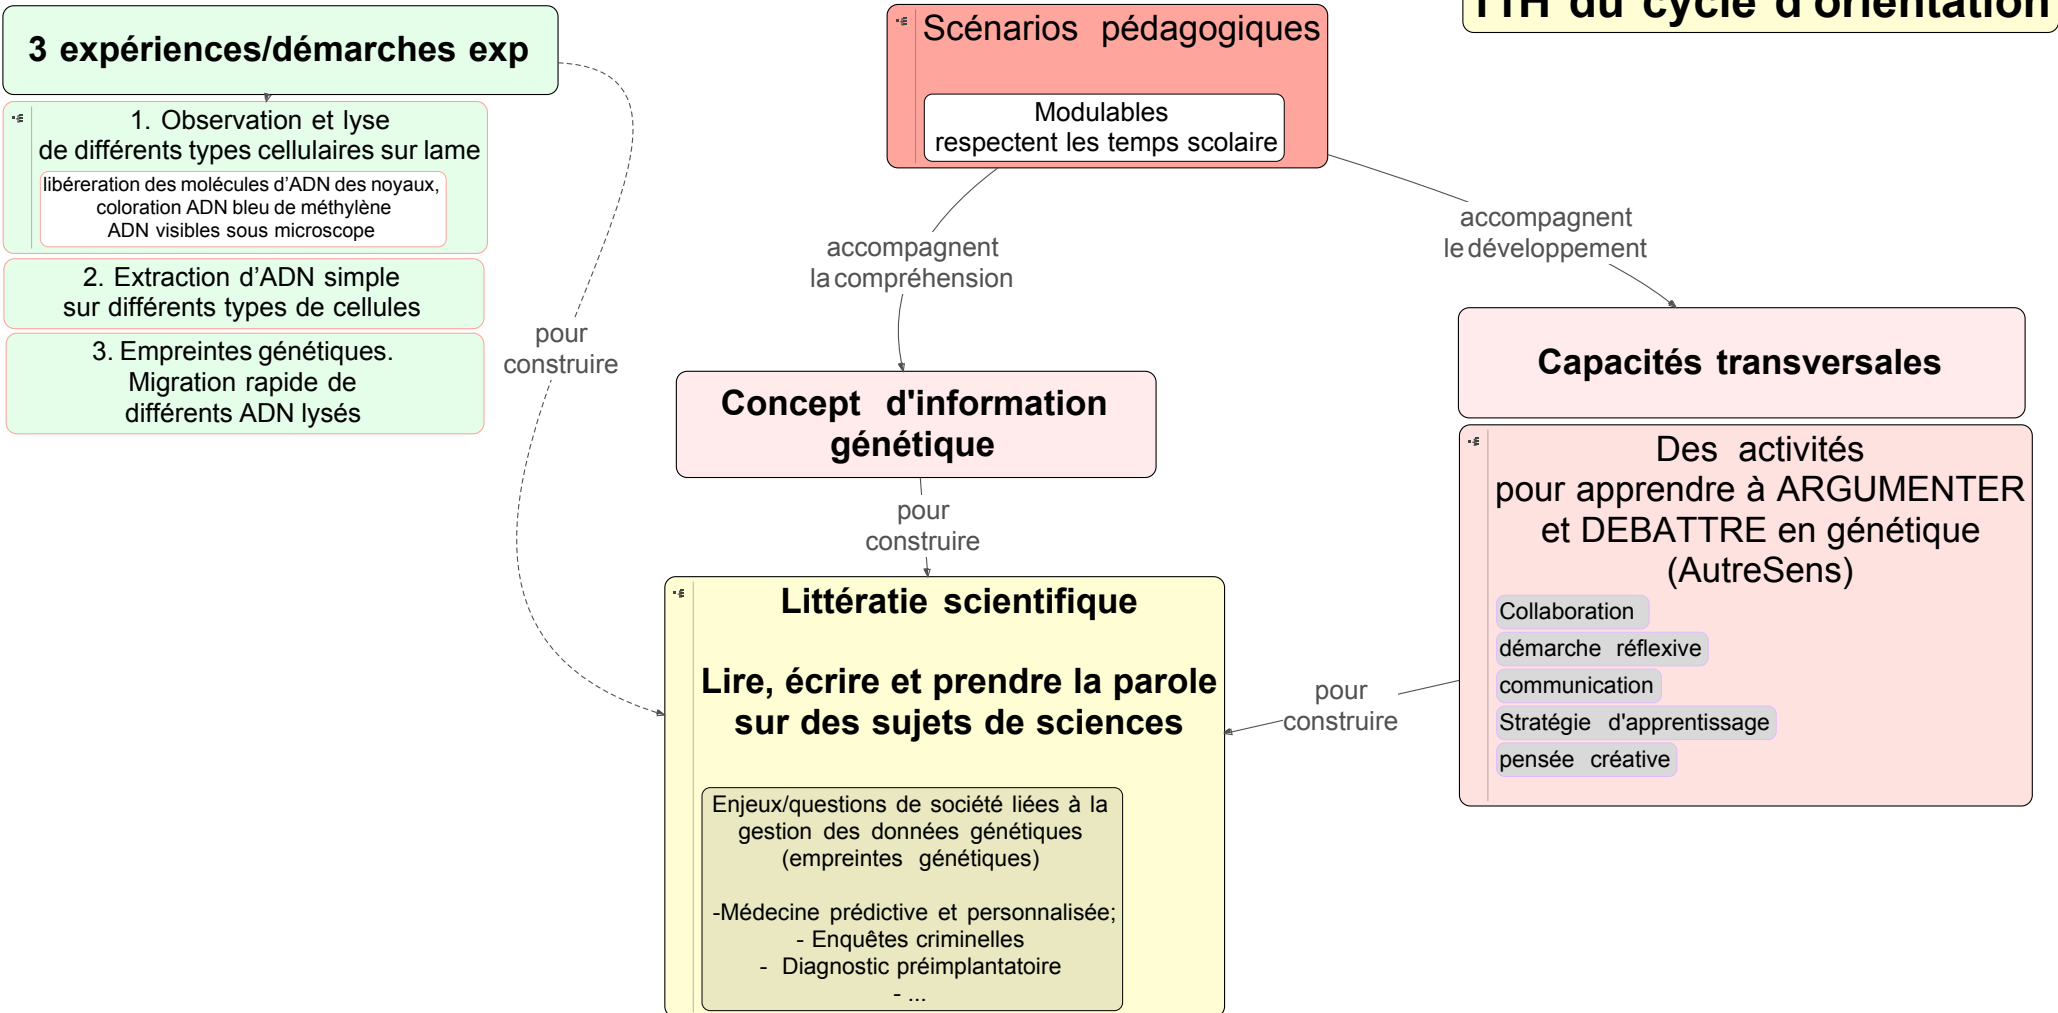 3 expériences/démarches exp
1. Observation et lyse
de différents types cellulaires sur lame
libéreration des molécules d'ADN des noyaux,
coloration ADN bleu de méthylène
ADN visibles sous microscope
2. Extraction d'ADN simple
sur différents types de cellules
3. Empreintes génétiques.
Migration rapide de
différents ADN lysés
pour
construire
Scénarios pédagogiques
Modulables
respectent les temps scolaire
du cycle d'orientation
accompagnent
la compréhension
accompagnent
le développement
Concept d'information
génétique
pour
construire
Capacités transversales
Des activités
pour apprendre à ARGUMENTER
et DEBATTRE en génétique
(AutreSens)
Collaboration
démarche réflexive
communication
Stratégie d'apprentissage
pensée créative
pour
construire
Littératie scientifique
Lire, écrire et prendre la parole
sur des sujets de sciences
Enjeux/questions de société liées à la
gestion des données génétiques
(empreintes génétiques)
-Médecine prédictive et personnalisée;
- Enquêtes criminelles
- Diagnostic préimplantatoire
- ...